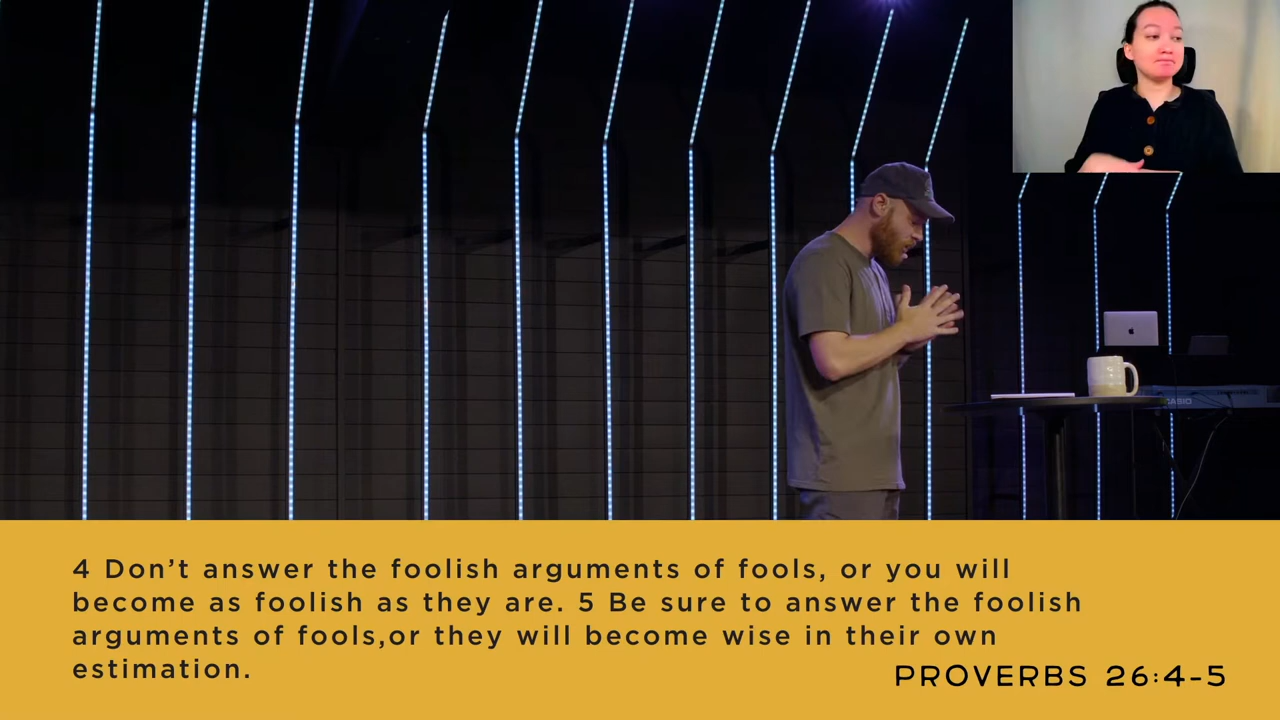 CASIO
4 Don’t answer the foolish arguments of fools, or you will
become as foolish as they are. 5 Be sure to answer the foolish
arguments of fools,or they will become wise in their own
estimation.
PROVERBS 26:4-5